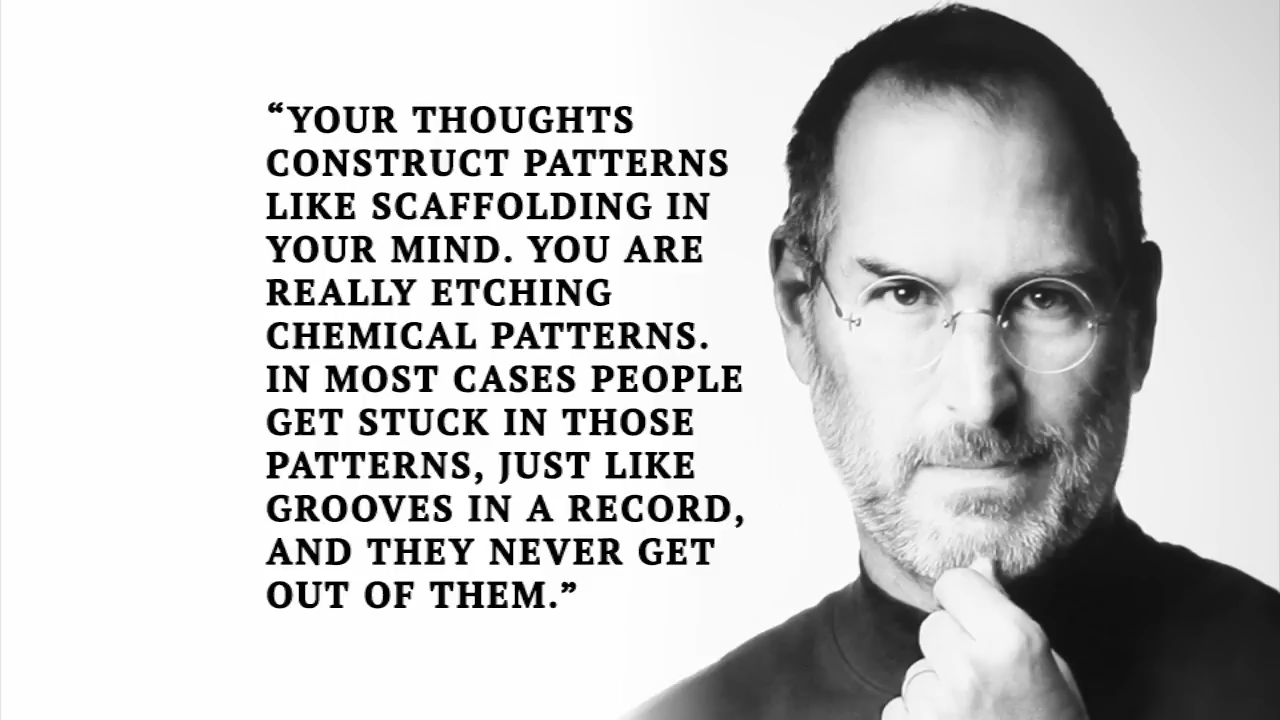 “YOUR THOUGHTS
CONSTRUCT PATTERNS
LIKE SCAFFOLDING IN
YOUR MIND. YOU ARE
REALLY ETCHING
CHEMICAL PATTERNS.
IN MOST CASES PEOPLE
GET STUCK IN THOSE
PATTERNS, JUST LIKE
GROOVES IN A RECORD,
AND THEY NEVER GET
OUT OF THEM.”